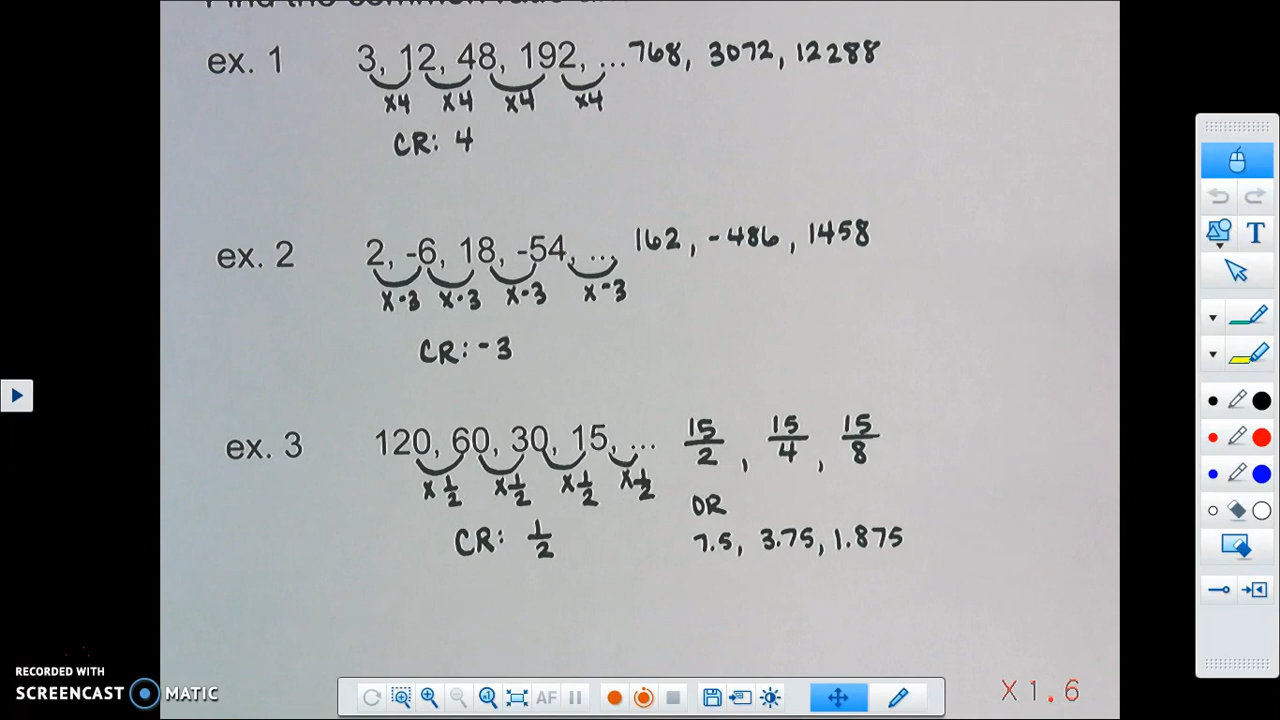 ex. 1 3, 12, 48, 192, ... 768, 3072, 12288
x4 x4 x4 x4
CR: 4
ex. 2 2, -6, 18, -54, ... 162, -486, 1458
x-3 x-3 x-3 x-3
CR: -3
ex. 3 120, 60, 30, 15, ... 15/2, 15/4, 15/8
x 1/2 x 1/2 x 1/2 x 1/2
OR
CR: 1/2 7.5, 3.75, 1.875
T
AF
RECORDED WITH
SCREENCAST MATIC
X1.6